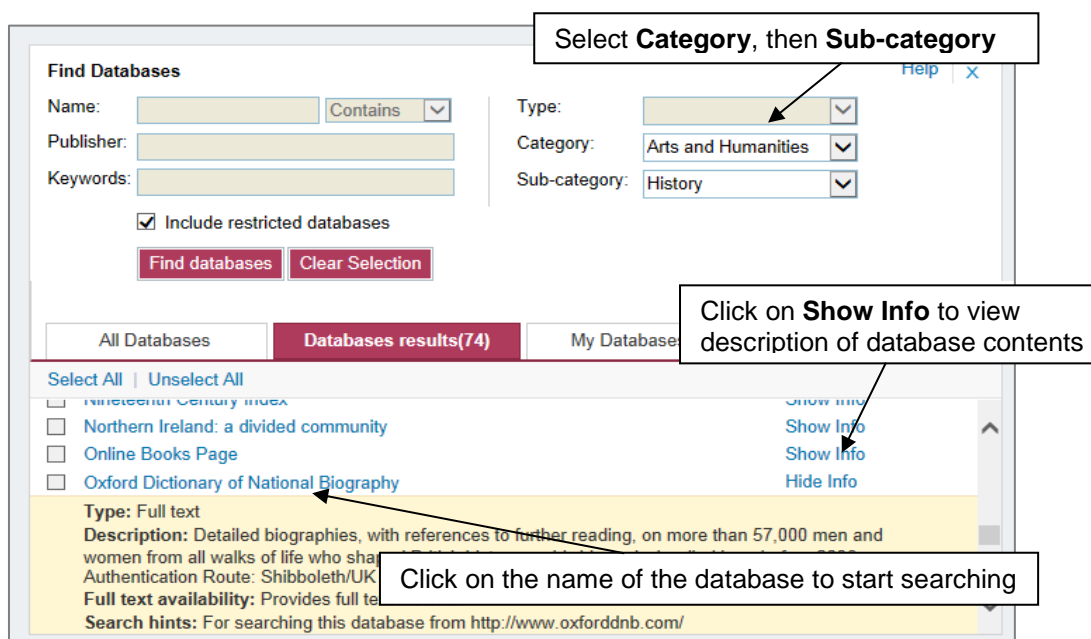 Select Category, then Sub-category
Find Databases
Help
X
Name:
Contains
Type:
Publisher:
Category:
Arts and Humanities
Keywords:
Sub-category:
History
Include restricted databases
Find databases
Clear Selection
Click on Show Info to view
description of database contents
All Databases
Databases results(74)
My Databases
Select All | Unselect All
Nineteenth Century Index
Show Info
Northern Ireland: a divided community
Show Info
Online Books Page
Show Info
Oxford Dictionary of National Biography
Hide Info
Type: Full text
Description: Detailed biographies, with references to further reading, on more than 57,000 men and
women from all walks of life who
Authentication Route: Shibboleth/UK
Click on the name of the database to start searching
Full text availability: Provides full
Search hints: For searching this database from http://www.oxforddnb.com/